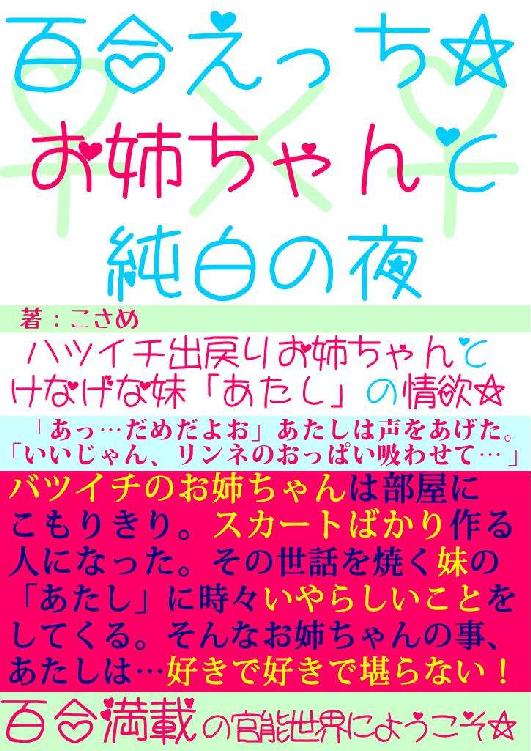 百合えっち☆
お姉ちゃんと
純白の夜
著:こさめ
ハツイチ出戻りお姉ちゃんと
けなげな妹「あたし」の情欲☆
「あっ…だめだよお」あたしは声をあげた。
「いいじゃん、リンネのおっぱい吸わせて…」
バツイチのお姉ちゃんは部屋に
こもりきり。スカートばかり作る
人になった。その世話を焼く妹の
「あたし」に時々いやらしいことを
してくる。そんなお姉ちゃんの事、
あたしは…好きで好きで堪らない!
百合満載の官能世界にようこそ☆